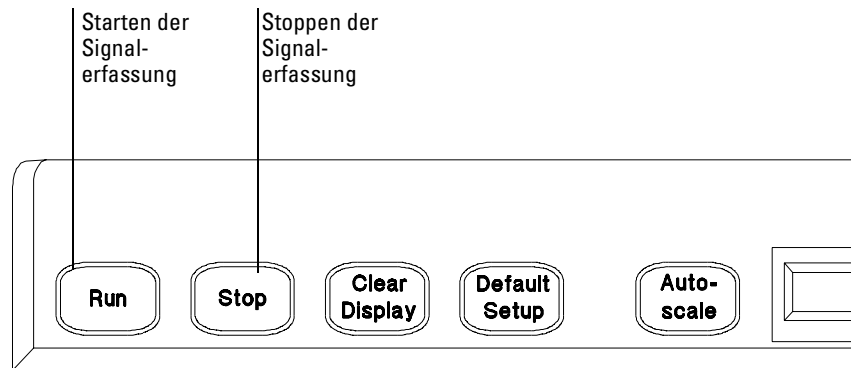 Starten der
Signal-
erfassung
Stoppen der
Signal-
erfassung
Run
Stop
Clear
Display
Default
Setup
Auto-
scale